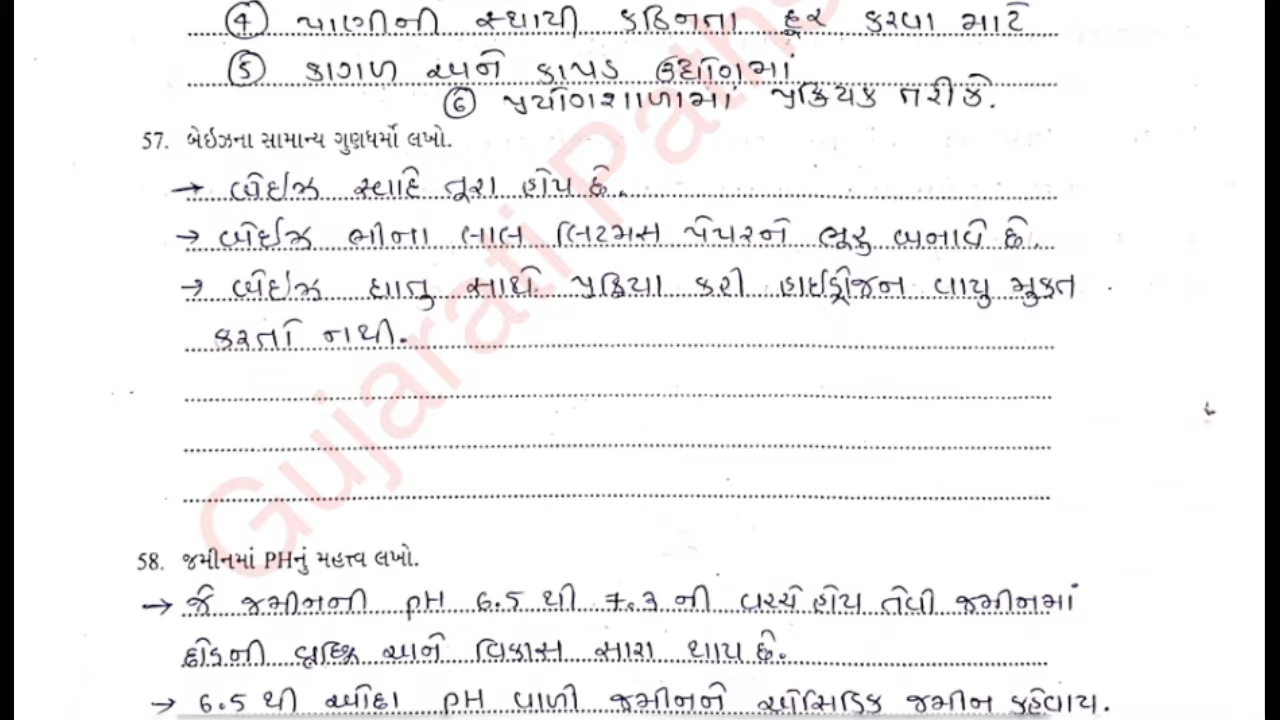 ④ પાણીની સ્થાયી કઠિનતા દૂર કરવા માટે
⑤ કાગળ અને કાપડ ઉદ્યોગમાં
⑥ પ્રયોગશાળામાં પ્રક્રિયક તરીકે.
57. બેઈઝના સામાન્ય ગુણધર્મો લખો.
→ બેઈઝ સ્વાદે તૂરા હોય છે.
→ બેઈઝ ભીના લાલ લિટમસ પેપરને ભૂરુ બનાવે છે.
→ બેઈઝ ધાતુ સાથે પ્રક્રિયા કરી હાઈડ્રોજન વાયુ મુક્ત
કરતાં નથી.
58. જમીનમાં PHનું મહત્ત્વ લખો.
→ જે જમીનની pH 6.5 થી 7.3 ની વચ્ચે હોય તેવી જમીનમાં
છોડની વૃદ્ધિ અને વિકાસ સારા થાય છે.
→ 6.5 થી ઓછા pH વાળી જમીનને એસિડિક જમીન કહેવાય.
Gujarati Paths